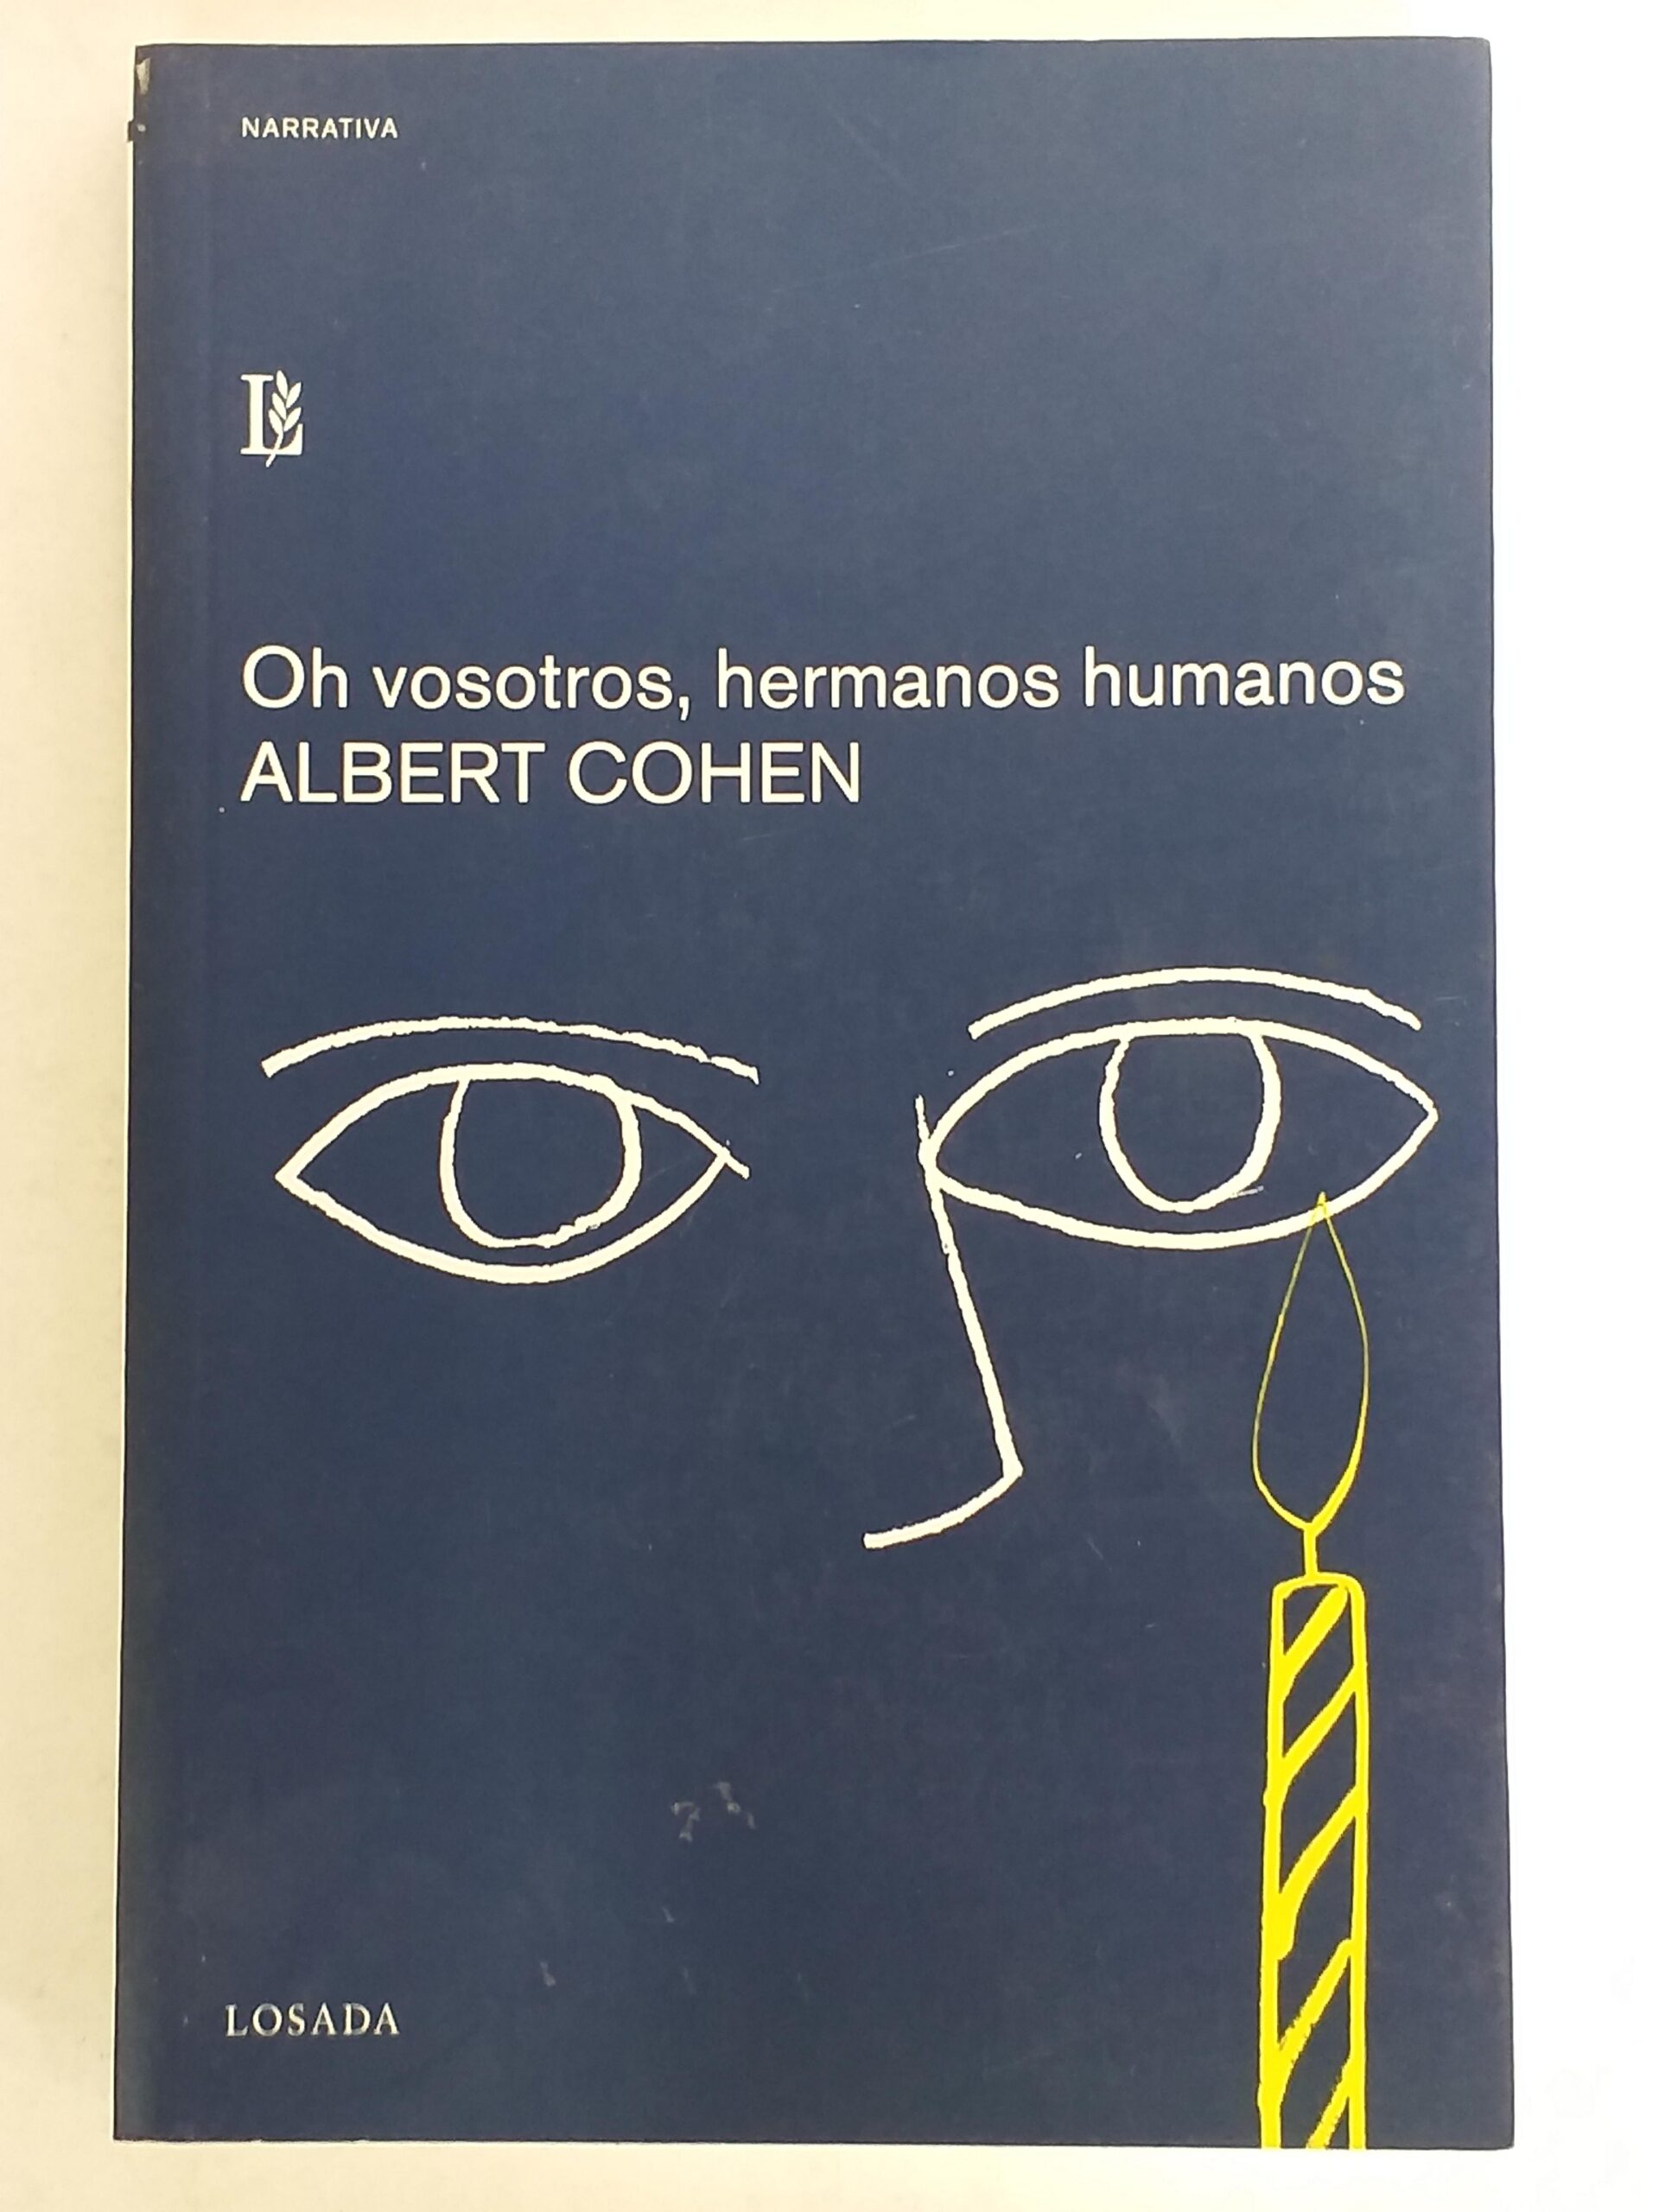 NARRATIVA
L
Oh vosotros, hermanos humanos
ALBERT COHEN
LOSADA